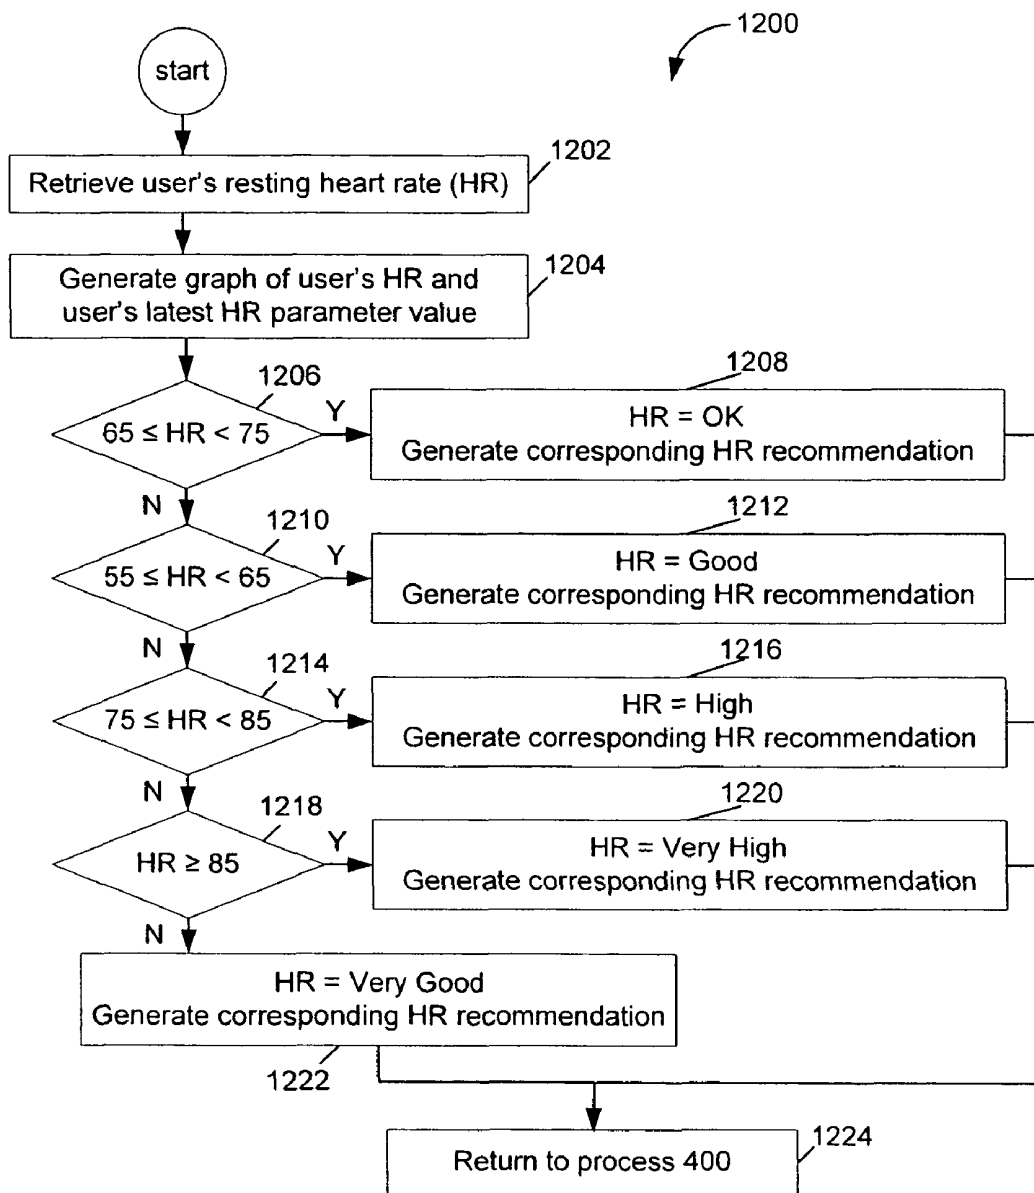 1200
start
1202
Retrieve user's resting heart rate (HR)
1204
Generate graph of user's HR and
user's latest HR parameter value
1206
1208
65 ≤ HR < 75
Y
HR = OK
Generate corresponding HR recommendation
N
1210
1212
55 ≤ HR < 65
Y
HR = Good
Generate corresponding HR recommendation
N
1214
1216
75 ≤ HR < 85
Y
HR = High
Generate corresponding HR recommendation
N
1218
1220
HR ≥ 85
Y
HR = Very High
Generate corresponding HR recommendation
N
HR = Very Good
Generate corresponding HR recommendation
1222
1224
Return to process 400